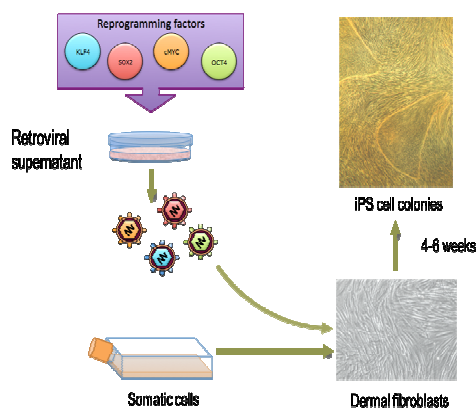 Reprogramming factors
KLF4
SOX2
cMYC
OCT4
Retroviral
supernatant
iPS cell colonies
4-6 weeks
Somatic cells
Dermal fibroblasts